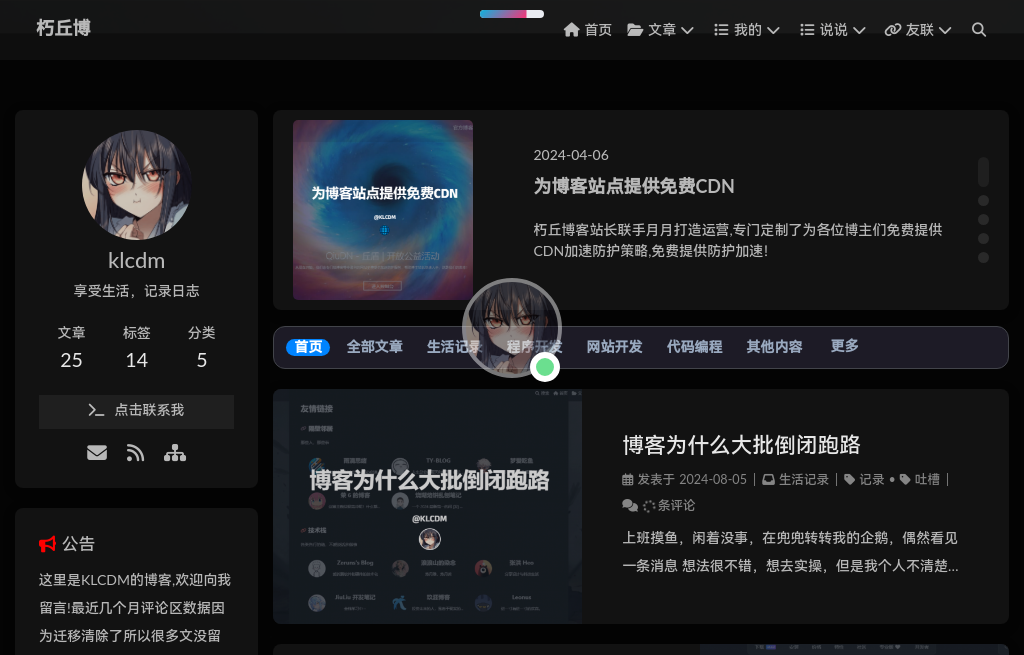 朽丘博
首页 文章 我的 说说 友联
klcdm
享受生活，记录日志
文章 标签 分类
25 14 5
点击联系我
公告
这里是KLCDM的博客,欢迎向我
留言!最近几个月评论区数据因
为迁移清除了所以很多文没留
为博客站点提供免费CDN
@KLCDM
2024-04-06
为博客站点提供免费CDN
朽丘博客站长联手月月打造运营,专门定制了为各位博主们免费提供
CDN加速防护策略,免费提供防护加速!
首页 全部文章 生活记录 程序开发 网站开发 代码编程 其他内容 更多
友情链接
博客为什么大批倒闭跑路
@KLCDM
博客为什么大批倒闭跑路
发表于 2024-08-05 | 生活记录 | 记录 • 吐槽 |
条评论
上班摸鱼，闲着没事，在兜兜转转我的企鹅，偶然看见
一条消息 想法很不错，想去实操，但是我个人不清楚...